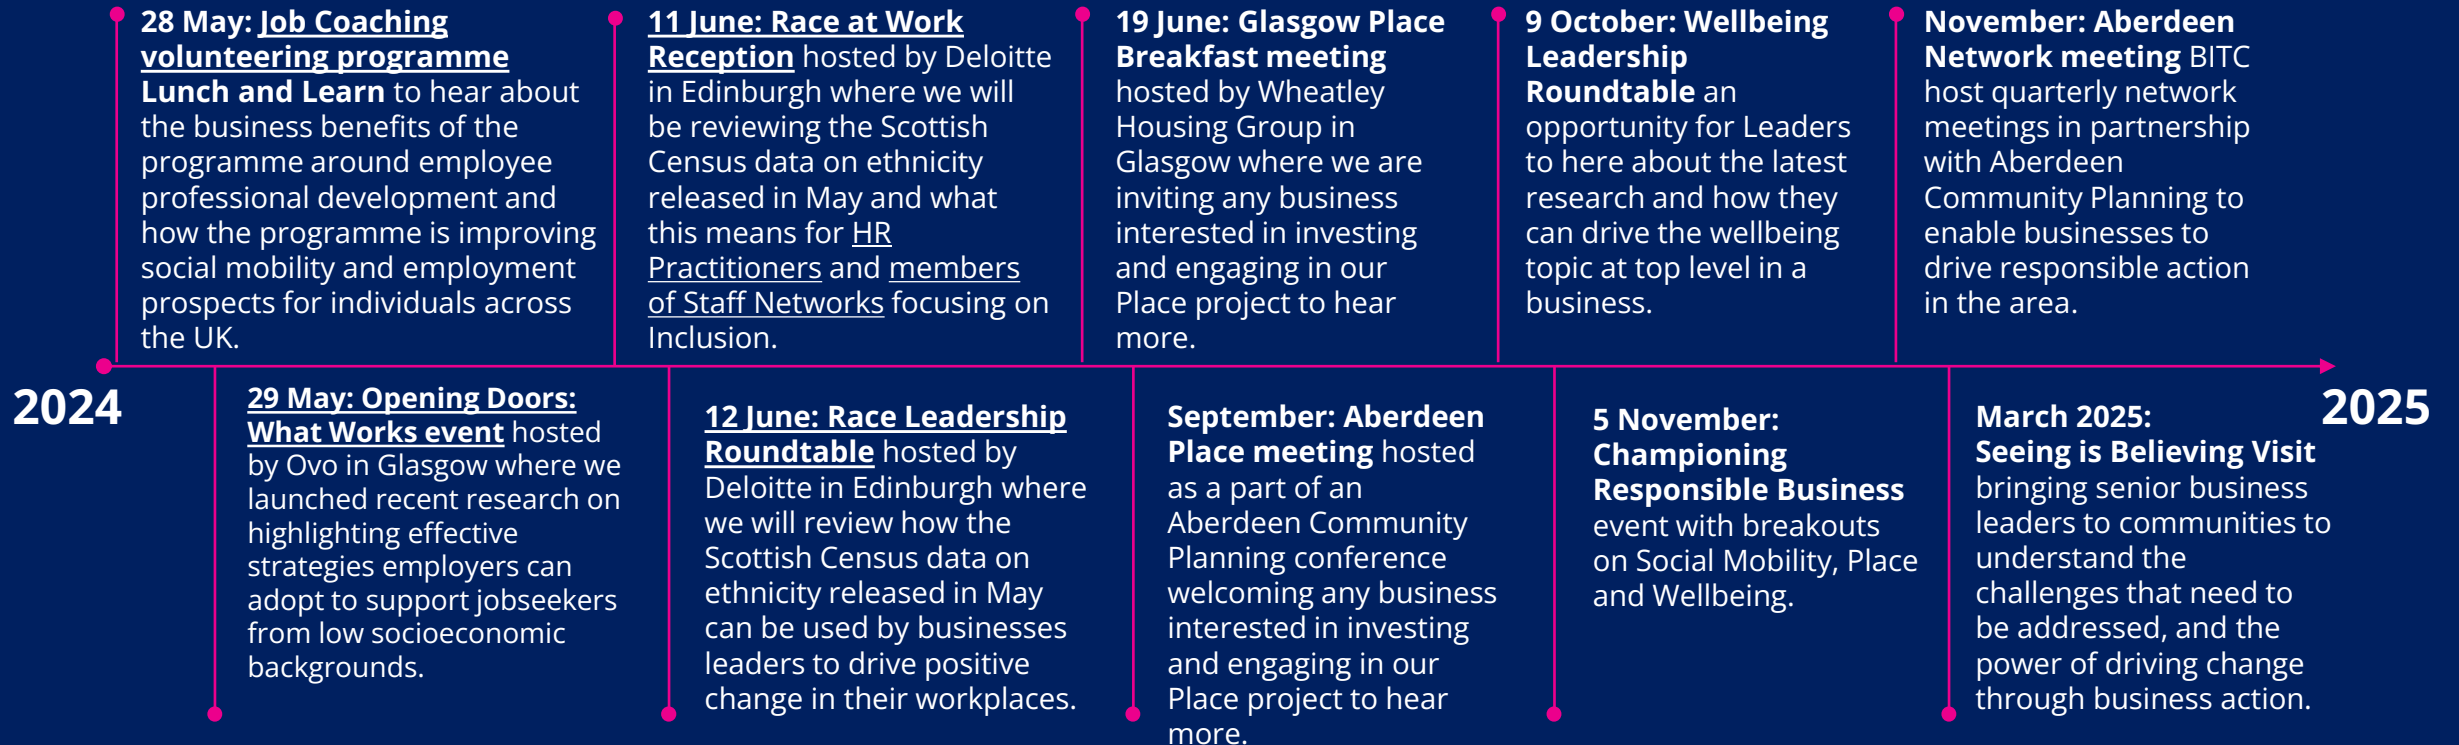 28 May: Job Coaching
volunteering programme
Lunch and Learn to hear about
the business benefits of the
programme around employee
professional development and
how the programme is improving
social mobility and employment
prospects for individuals across
the UK.
11 June: Race at Work
Reception hosted by Deloitte
in Edinburgh where we will
be reviewing the Scottish
Census data on ethnicity
released in May and what
this means for HR
Practitioners and members
of Staff Networks focusing on
Inclusion.
19 June: Glasgow Place
Breakfast meeting
hosted by Wheatley
Housing Group in
Glasgow where we are
inviting any business
interested in investing
and engaging in our
Place project to hear
more.
9 October: Wellbeing
Leadership
Roundtable an
opportunity for Leaders
to here about the latest
research and how they
can drive the wellbeing
topic at top level in a
business.
November: Aberdeen
Network meeting BITC
host quarterly network
meetings in partnership
with Aberdeen
Community Planning to
enable businesses to
drive responsible action
in the area.
2024
29 May: Opening Doors:
What Works event hosted
by Ovo in Glasgow where we
launched recent research on
highlighting effective
strategies employers can
adopt to support jobseekers
from low socioeconomic
backgrounds.
12 June: Race Leadership
Roundtable hosted by
Deloitte in Edinburgh where
we will review how the
Scottish Census data on
ethnicity released in May
can be used by businesses
leaders to drive positive
change in their workplaces.
September: Aberdeen
Place meeting hosted
as a part of an
Aberdeen Community
Planning conference
welcoming any business
interested in investing
and engaging in our
Place project to hear
more.
5 November:
Championing
Responsible Business
event with breakouts
on Social Mobility, Place
and Wellbeing.
March 2025:
Seeing is Believing Visit
bringing senior business
leaders to communities to
understand the
challenges that need to
be addressed, and the
power of driving change
through business action.
2025